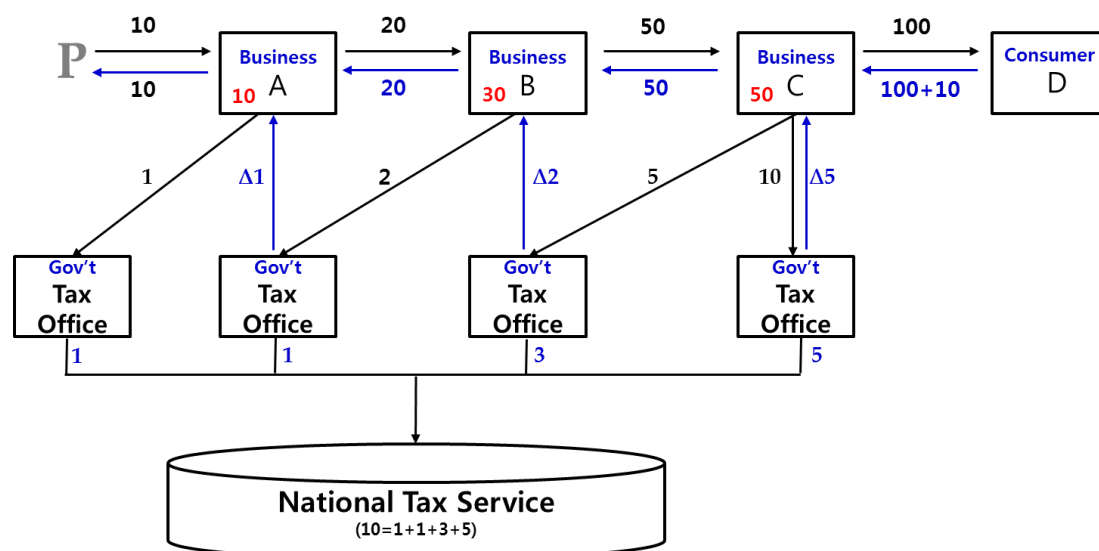 10
20
50
100
P
Business
A
10
Business
B
30
Business
C
50
Consumer
D
10
20
50
100+10
1
Δ1
2
Δ2
5
10
Δ5
Gov't
Tax
Office
Gov't
Tax
Office
Gov't
Tax
Office
Gov't
Tax
Office
1
1
3
5
National Tax Service
(10=1+1+3+5)